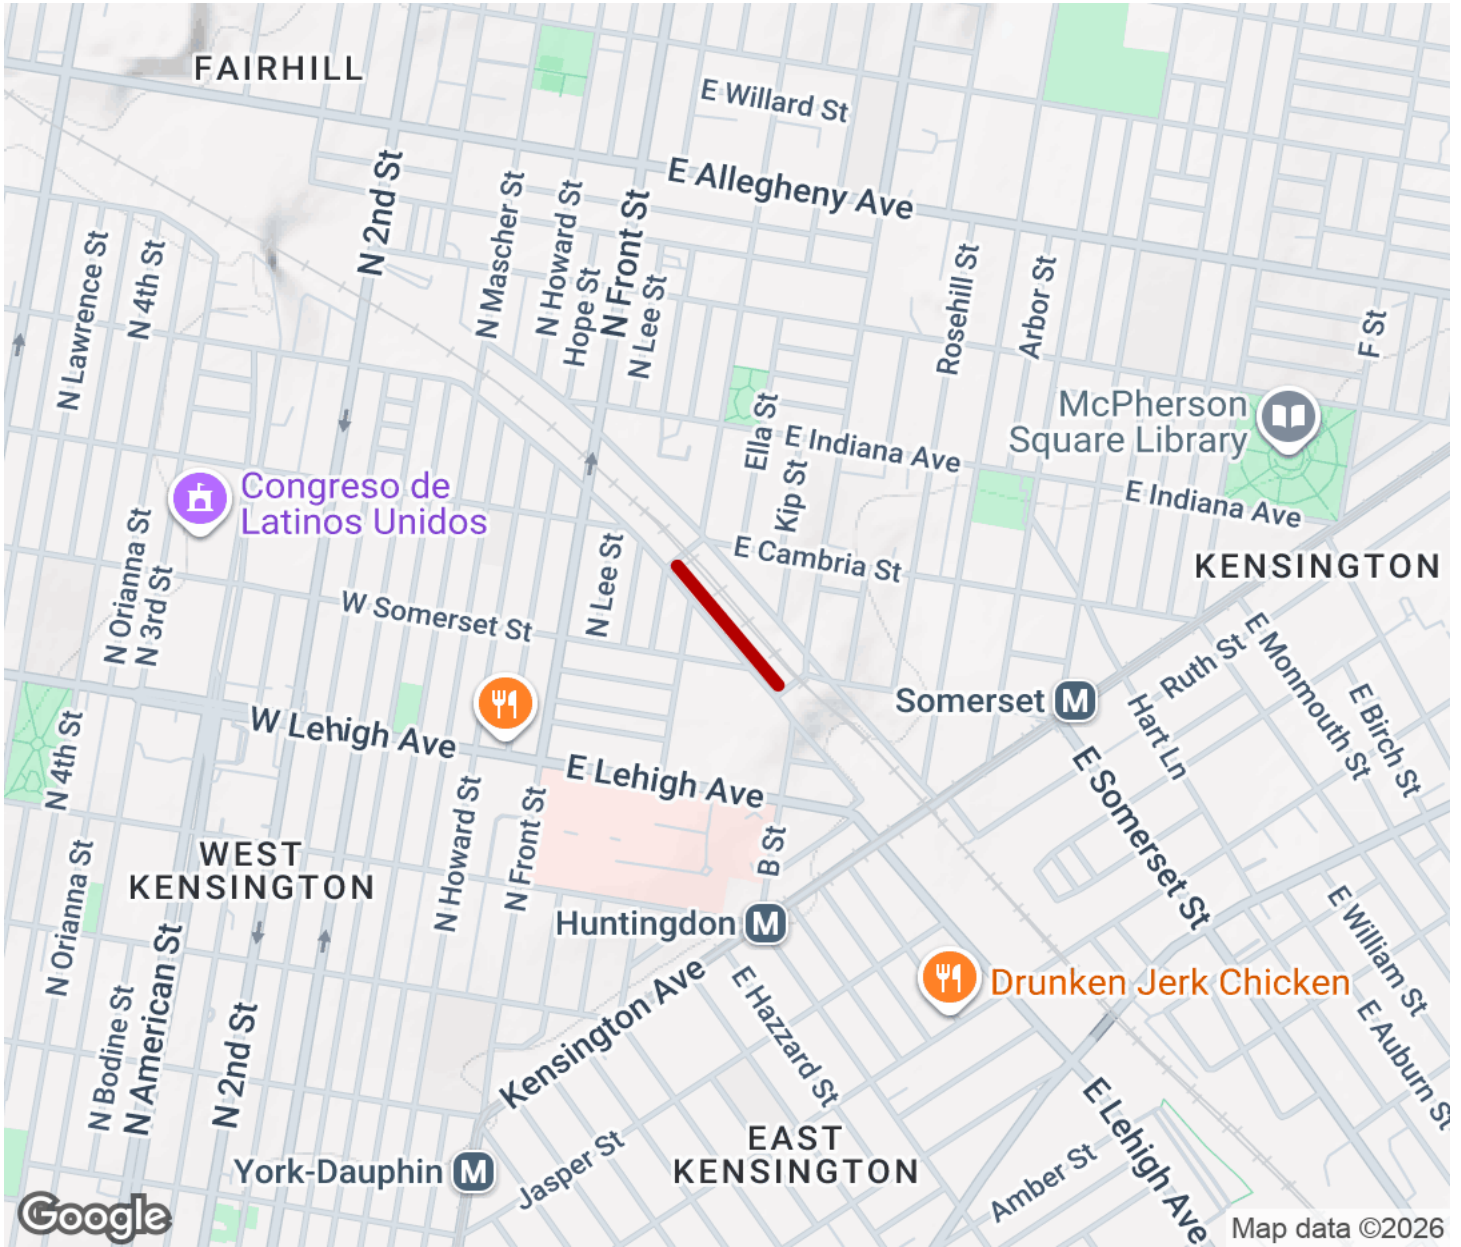 FAIRHILL
E Willard St
E Allegheny Ave
N 2nd St
N Mascher St
N Howard St
Hope St
N Front St
N Lee St
N Lawrence St
N 4th St
Rosehill St
Arbor St
F St
McPherson
Square Library
Ella St
E Indiana Ave
Kip St
E Indiana Ave
Congreso de
Latinos Unidos
E Cambria St
KENSINGTON
N Orianna St
N 3rd St
N Lee St
W Somerset St
E Monmouth St
Ruth St
E Birch St
Somerset
M
Hart Ln
N 4th St
W Lehigh Ave
E Lehigh Ave
E Somerset St
N Howard St
N Front St
B St
WEST
KENSINGTON
N Orianna St
Huntingdon
M
E William St
Drunken Jerk Chicken
N American St
N Bodine St
N 2nd St
Kensington Ave
E Hazzard St
E Auburn St
E Lehigh Ave
EAST
KENSINGTON
York-Dauphin
M
Jasper St
Amber St
Google
Map data ©2026